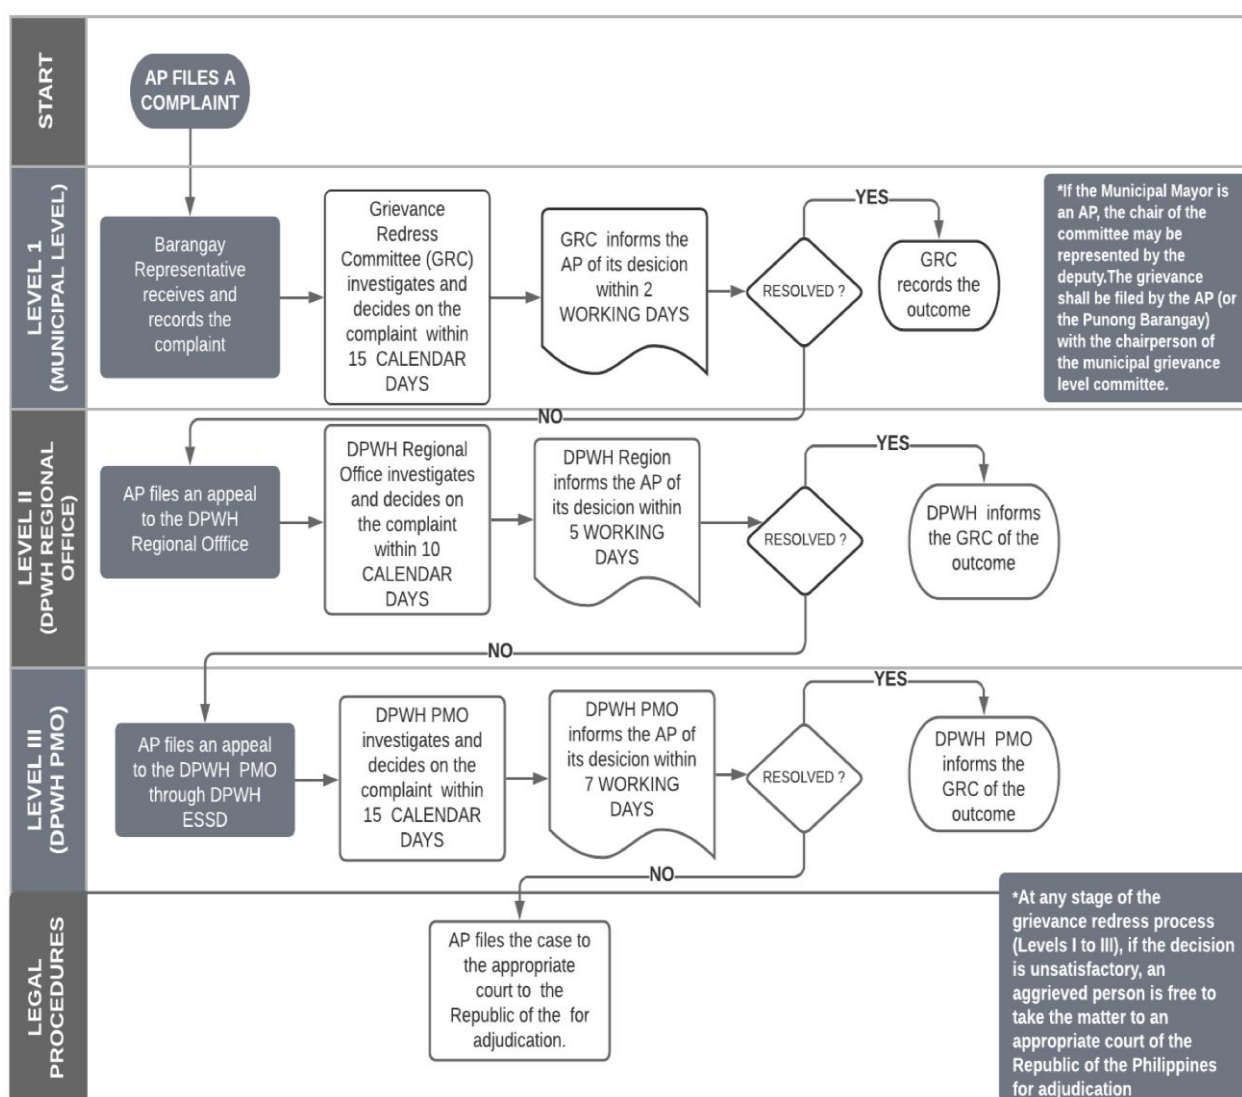 START
AP FILES A
COMPLAINT
LEVEL 1
(MUNICIPAL LEVEL)
Barangay
Representative
receives and
records the
complaint
Grievance
Redress
Committee (GRC)
investigates and
decides on the
complaint within
15 CALENDAR
DAYS
GRC informs the
AP of its desicion
within 2
WORKING DAYS
RESOLVED ?
YES
GRC
records the
outcome
*If the Municipal Mayor is
an AP, the chair of the
committee may be
represented by the
deputy.The grievance
shall be filed by the AP (or
the Punong Barangay)
with the chairperson of
the municipal grievance
level committee.
NO
LEVEL II
(DPWH REGIONAL
OFFICE)
AP files an appeal
to the DPWH
Regional Offfice
DPWH Regional
Office investigates
and decides on
the complaint
within 10
CALENDAR
DAYS
DPWH Region
informs the AP of
its desicion within
5 WORKING
DAYS
RESOLVED ?
YES
DPWH informs
the GRC of the
outcome
NO
LEVEL III
(DPWH PMO)
AP files an appeal
to the DPWH PMO
through DPWH
ESSD
DPWH PMO
investigates and
decides on the
complaint within
15 CALENDAR
DAYS
DPWH PMO
informs the AP of
its desicion within
7 WORKING
DAYS
RESOLVED ?
YES
DPWH PMO
informs the
GRC of the
outcome
NO
LEGAL
PROCEDURES
AP files the case to
the appropriate
court to the
Republic of the for
adjudication.
*At any stage of the
grievance redress process
(Levels I to III), if the decision
is unsatisfactory, an
aggrieved person is free to
take the matter to an
appropriate court of the
Republic of the Philippines
for adjudication